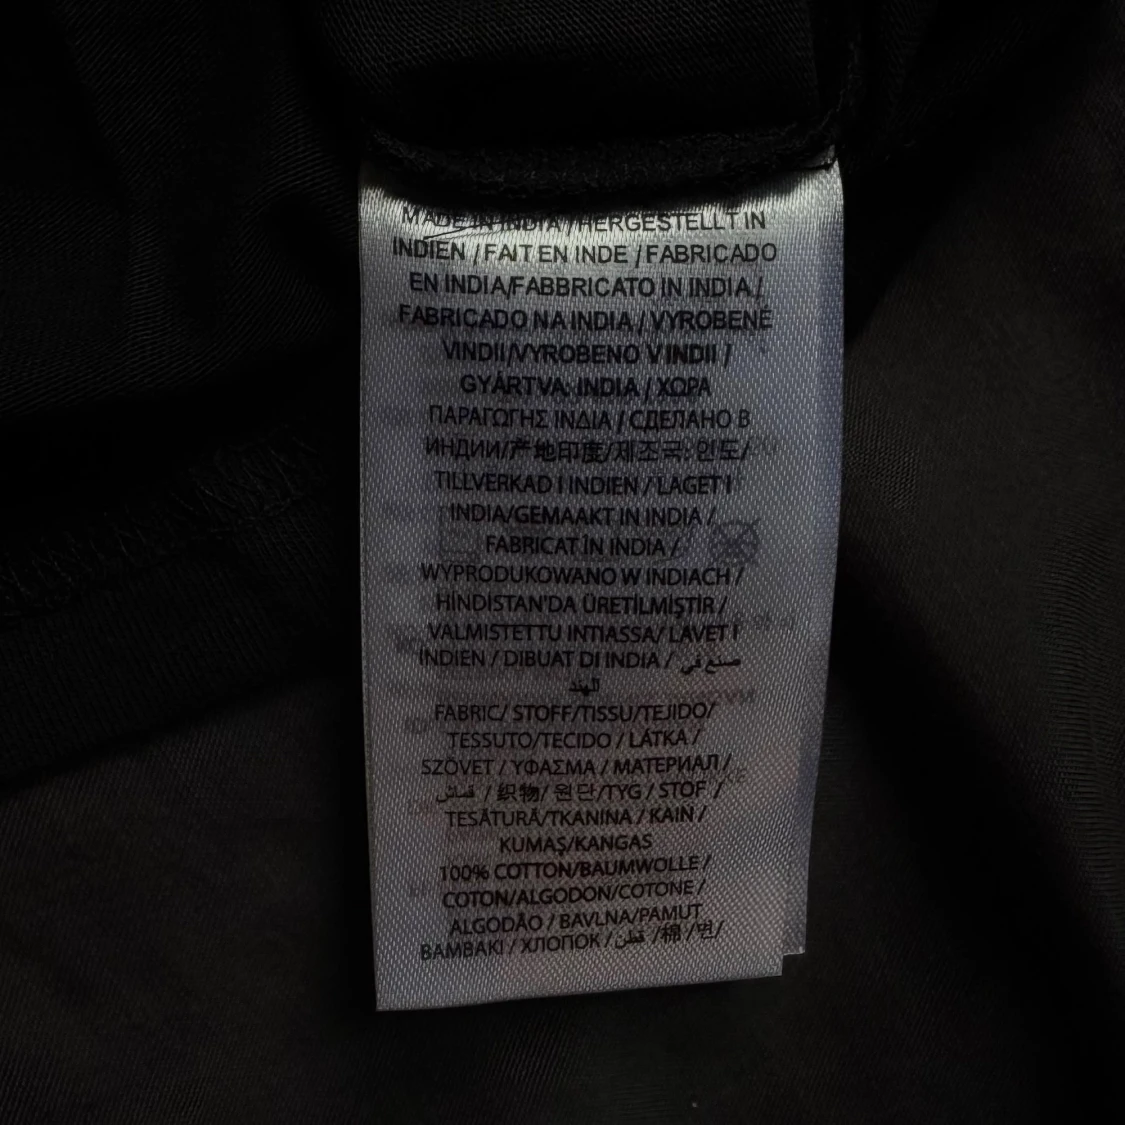 MADE IN INDIA / HERGESTELLT IN
INDIEN / FAIT EN INDE / FABRICADO
EN INDIA/FABBRICATO IN INDIA /
FABRICADO NA INDIA / VYROBENÉ
VINDII/VYROBENO V INDII /
GYÁRTVA: INDIA / ΧΩΡΑ
ΠΑΡΑΓΩΓΗΣ ΙΝΔΙΑ / СДЕЛАНО В
ИНДИИ/产地印度/제조국:인도/
TILLVERKAD I INDIEN / LAGET I
INDIA/GEMAAKT IN INDIA /
FABRICAT ÎN INDIA /
WYPRODUKOWANO W INDIACH /
HİNDİSTAN'DA ÜRETİLMİŞTİR /
VALMISTETTU INTIASSA/ LAVET I
INDIEN / DIBUAT DI INDIA / صنع في
الهند
FABRIC/ STOFF/TISSU/TEJIDO/
TESSUTO/TECIDO / LÁTKA /
SZÖVET / ΥΦΑΣΜΑ / МАТЕРИАЛ /
قماش / 织物/ 원단/TYG / STOF /
TESĂTURĂ/TKANINA / KAIN /
KUMAŞ/KANGAS
100% COTTON/BAUMWOLLE /
COTON/ALGODON/COTONE /
ALGODÃO / BAVLNA/PAMUT
BAMBAKI / ХЛОПОК / قطن /棉 /면/